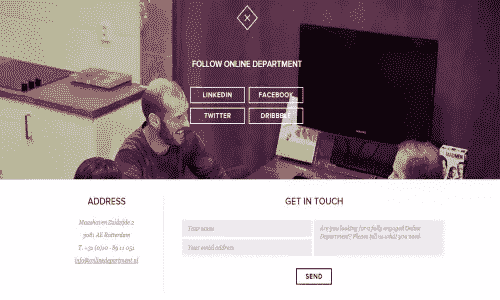 FOLLOW ONLINE DEPARTMENT
LINKEDIN
FACEBOOK
TWITTER
DRIBBBLE
ADDRESS
GET IN TOUCH
Maashaven Zuidzijde 2
3081 AE Rotterdam
T. +31 (0)10 - 89 11 031
info@onlinedepartment.nl
Your name
Your email address
Are you looking for a fully engaged Online
Department? Please tell us what you need.
SEND